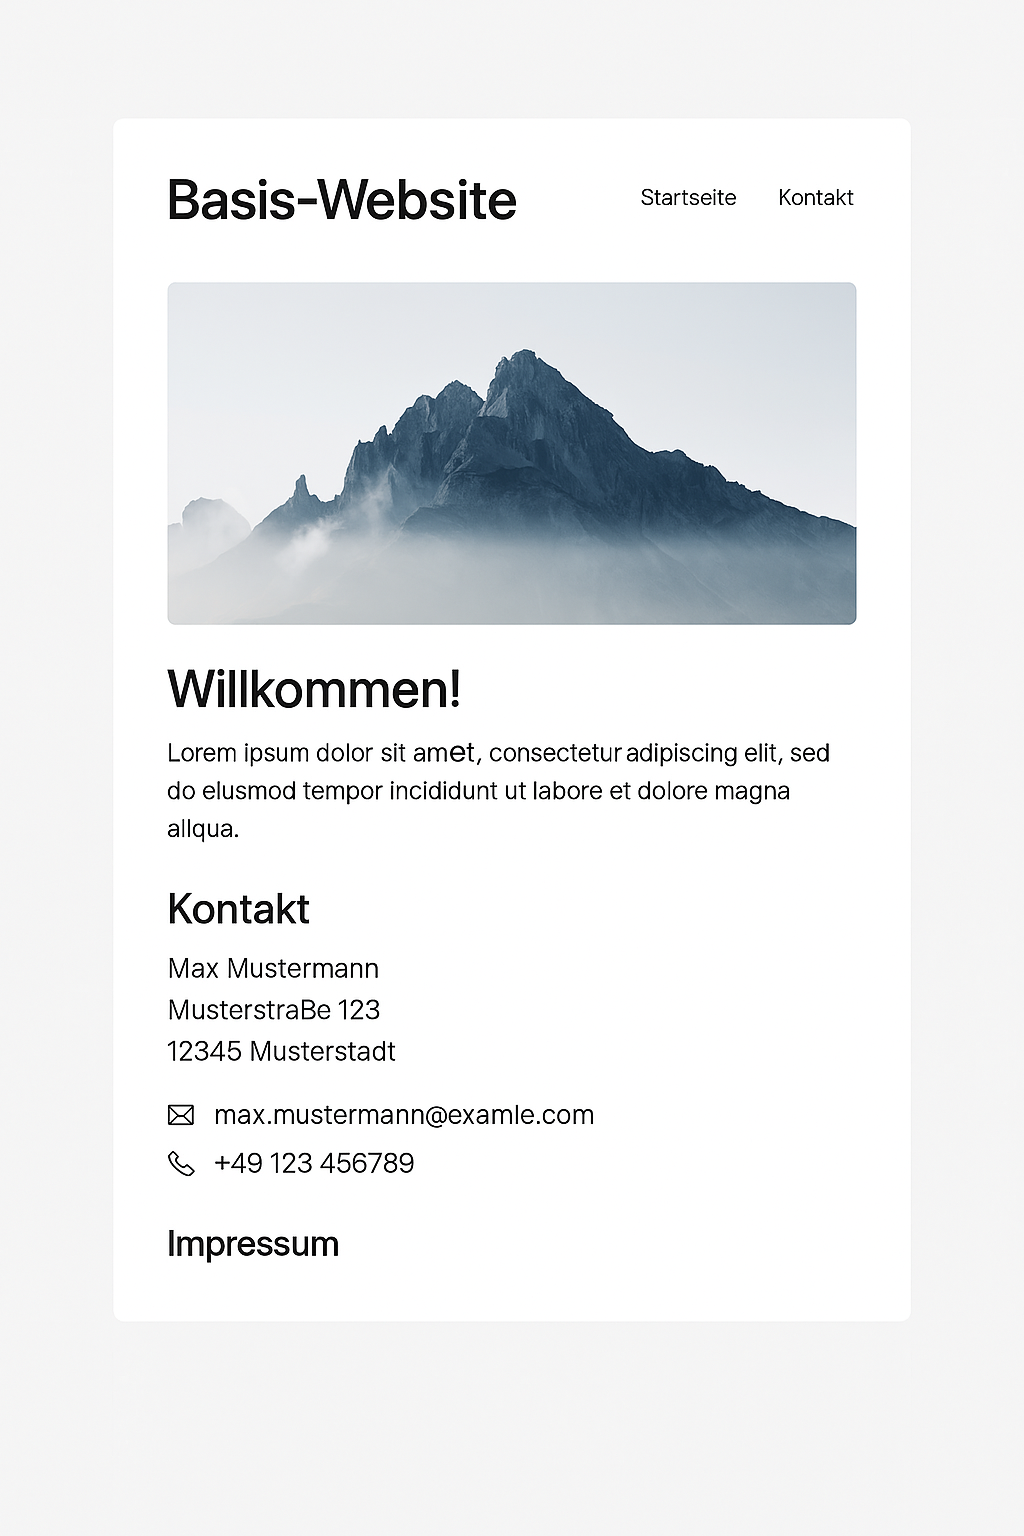 Basis-Website
Startseite Kontakt
Willkommen!
Lorem ipsum dolor sit amet, consectetur adipiscing elit, sed
do elusmod tempor incididunt ut labore et dolore magna
allqua.
Kontakt
Max Mustermann
MusterstraBe 123
12345 Musterstadt
max.mustermann@examle.com
+49 123 456789
Impressum